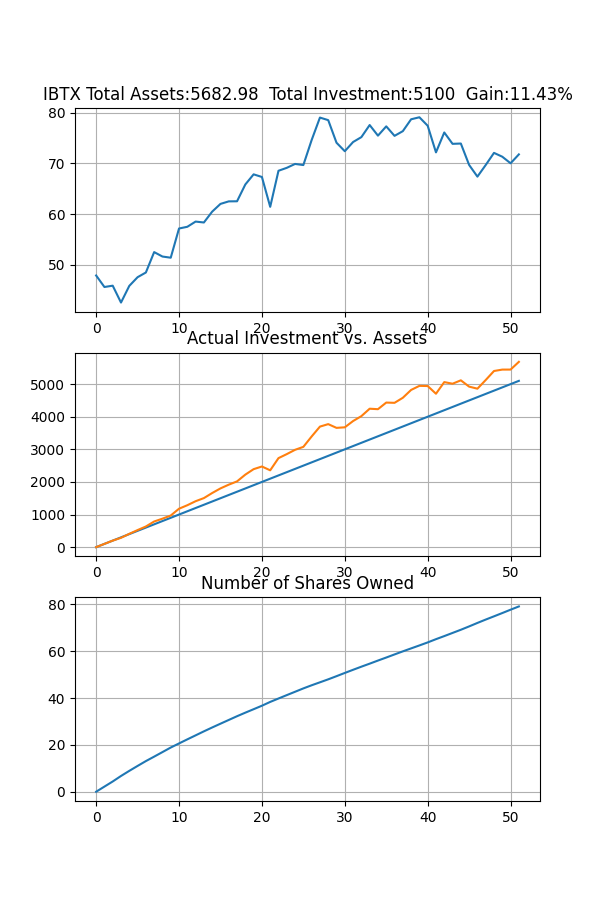 IBTX Total Assets:5682.98  Total Investment:5100  Gain:11.43%
80
70
60
50
0 10 20 30 40 50
Actual Investment vs. Assets
5000
4000
3000
2000
1000
0
0 10 20 30 40 50
Number of Shares Owned
80
60
40
20
0
0 10 20 30 40 50